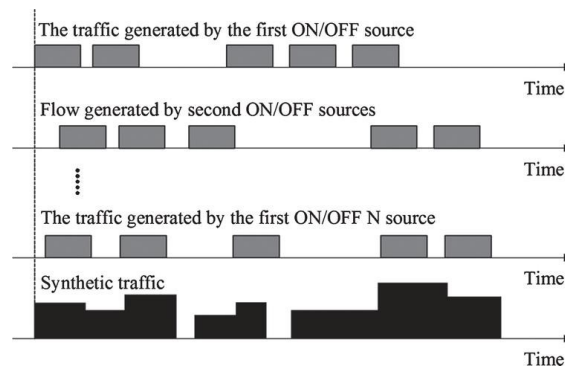 The traffic generated by the first ON/OFF source
Time
Flow generated by second ON/OFF sources
Time
The traffic generated by the first ON/OFF N source
Time
Synthetic traffic
Time